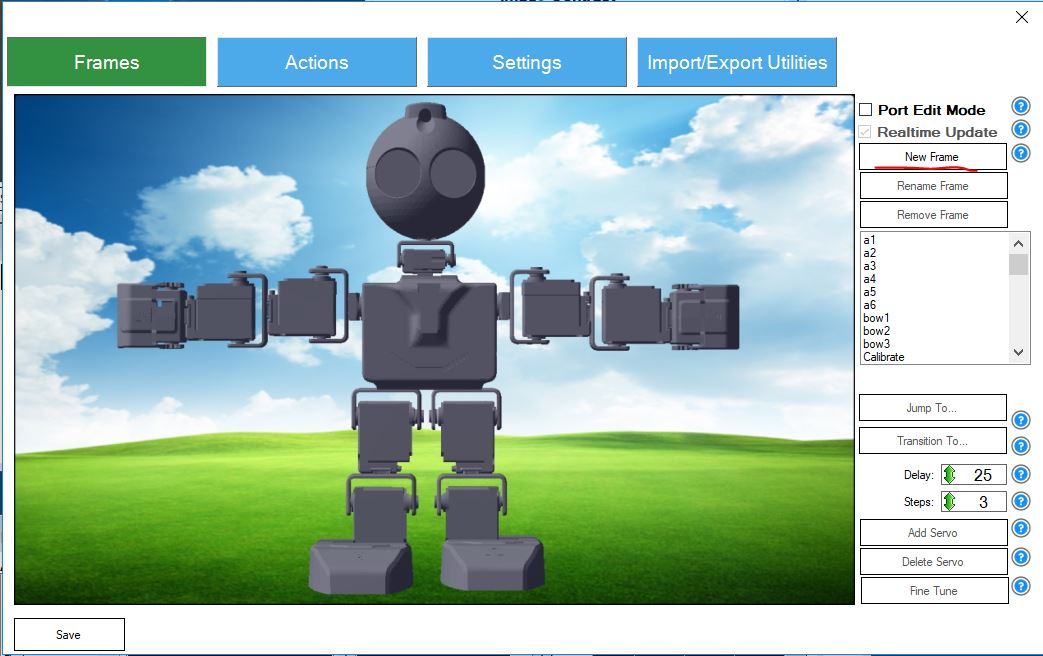 Frames
Actions
Settings
Import/Export Utilities
Port Edit Mode
?
Realtime Update
?
New Frame
?
Rename Frame
Remove Frame
a1
a2
a3
a4
a5
a6
bow1
bow2
bow3
Calibrate
Jump To...
?
Transition To...
?
Delay: 25
?
Steps: 3
?
Add Servo
?
Delete Servo
?
Fine Tune
?
Save